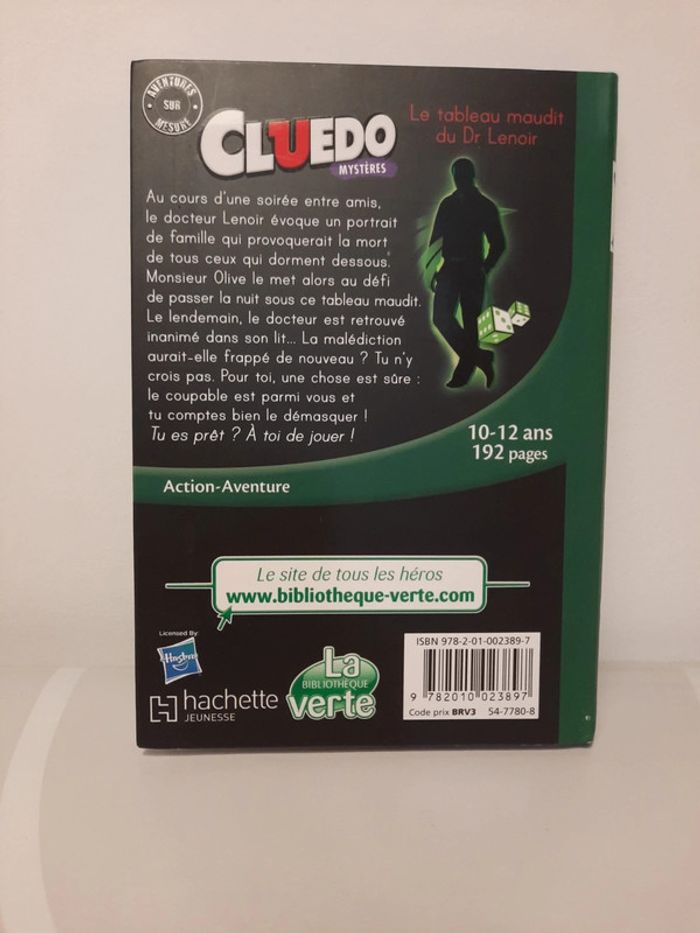 AVENTURES
SUR
MESURE
CLUEDO
MYSTÈRES
Le tableau maudit
du Dr Lenoir
Au cours d'une soirée entre amis,
le docteur Lenoir évoque un portrait
de famille qui provoquerait la mort
de tous ceux qui dorment dessous.
Monsieur Olive le met alors au défi
de passer la nuit sous ce tableau maudit.
Le lendemain, le docteur est retrouvé
inanimé dans son lit... La malédiction
aurait-elle frappé de nouveau ? Tu n'y
crois pas. Pour toi, une chose est sûre :
le coupable est parmi vous et
tu comptes bien le démasquer !
Tu es prêt ? À toi de jouer !
10-12 ans
192 pages
Action-Aventure
Le site de tous les héros
www.bibliotheque-verte.com
Licensed By:
Hasbro
hachette
JEUNESSE
La
BIBLIOTHÈQUE
verte
ISBN 978-2-01-002389-7
9 782010 023897
Code prix BRV3 54-7780-8